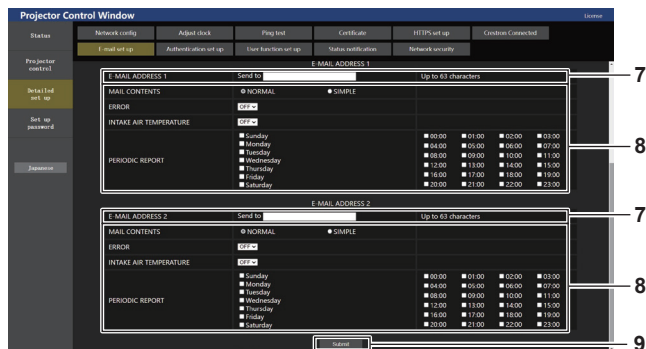 Projector Control Window
License
Status
Network config Adjust clock Ping test Certificate HTTPS set up Crestron Connected
E-mail set up Authentication set up User function set up Status notification Network security
Projector control
Detailed set up
Set up password
Japanese
E-MAIL ADDRESS 1
E-MAIL ADDRESS 1 Send to Up to 63 characters 7
MAIL CONTENTS NORMAL SIMPLE
ERROR OFF
INTAKE AIR TEMPERATURE OFF
8
PERIODIC REPORT
Sunday 00:00 01:00 02:00 03:00
Monday 04:00 05:00 06:00 07:00
Tuesday
Wednesday 08:00 09:00 10:00 11:00
Thursday 12:00 13:00 14:00 15:00
Friday 16:00 17:00 18:00 19:00
Saturday 20:00 21:00 22:00 23:00
E-MAIL ADDRESS 2
E-MAIL ADDRESS 2 Send to Up to 63 characters 7
MAIL CONTENTS NORMAL SIMPLE
ERROR OFF
INTAKE AIR TEMPERATURE OFF
8
PERIODIC REPORT
Sunday 00:00 01:00 02:00 03:00
Monday 04:00 05:00 06:00 07:00
Tuesday
Wednesday 08:00 09:00 10:00 11:00
Thursday 12:00 13:00 14:00 15:00
Friday 16:00 17:00 18:00 19:00
Saturday 20:00 21:00 22:00 23:00
Submit 9